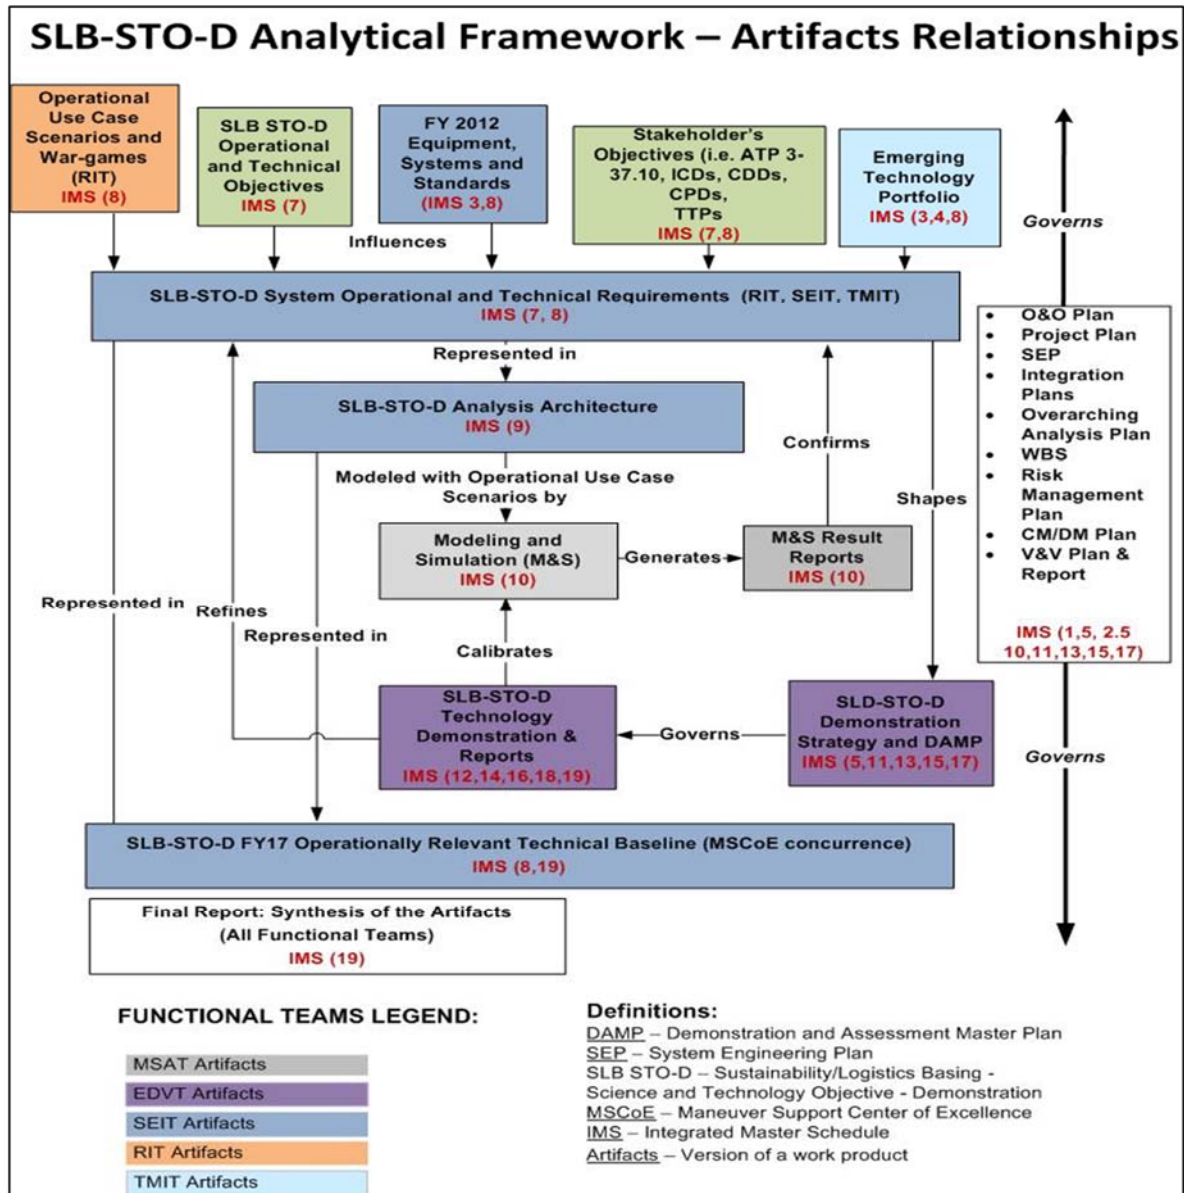 SLB-STO-D Analytical Framework – Artifacts Relationships
Operational
Use Case
Scenarios and
War-games
(RIT)
IMS (8)
SLB STO-D
Operational
and Technical
Objectives
IMS (7)
FY 2012
Equipment,
Systems and
Standards
(IMS 3,8)
Stakeholder's
Objectives (i.e. ATP 3-
37.10, ICDs, CDDs,
CPDs,
TTPs
IMS (7,8)
Emerging
Technology
Portfolio
IMS (3,4,8)
Governs
Influences
SLB-STO-D System Operational and Technical Requirements (RIT, SEIT, TMIT)
IMS (7, 8)
Represented in
SLB-STO-D Analysis Architecture
IMS (9)
Confirms
Modeled with Operational Use Case
Scenarios by
Shapes
Modeling and
Simulation (M&S)
IMS (10)
Generates
M&S Result
Reports
IMS (10)
Represented in
Refines
Represented in
Calibrates
SLB-STO-D
Technology
Demonstration &
Reports
IMS (12,14,16,18,19)
Governs
SLD-STO-D
Demonstration
Strategy and DAMP
IMS (5,11,13,15,17)
• O&O Plan
• Project Plan
• SEP
• Integration
Plans
• Overarching
Analysis Plan
• WBS
• Risk
Management
Plan
• CM/DM Plan
• V&V Plan &
Report
IMS (1,5, 2.5
10,11,13,15,17)
Governs
SLB-STO-D FY17 Operationally Relevant Technical Baseline (MSCoE concurrence)
IMS (8,19)
Final Report: Synthesis of the Artifacts
(All Functional Teams)
IMS (19)
FUNCTIONAL TEAMS LEGEND:
MSAT Artifacts
EDVT Artifacts
SEIT Artifacts
RIT Artifacts
TMIT Artifacts
Definitions:
DAMP – Demonstration and Assessment Master Plan
SEP – System Engineering Plan
SLB STO-D – Sustainability/Logistics Basing -
Science and Technology Objective - Demonstration
MSCoE – Maneuver Support Center of Excellence
IMS – Integrated Master Schedule
Artifacts – Version of a work product